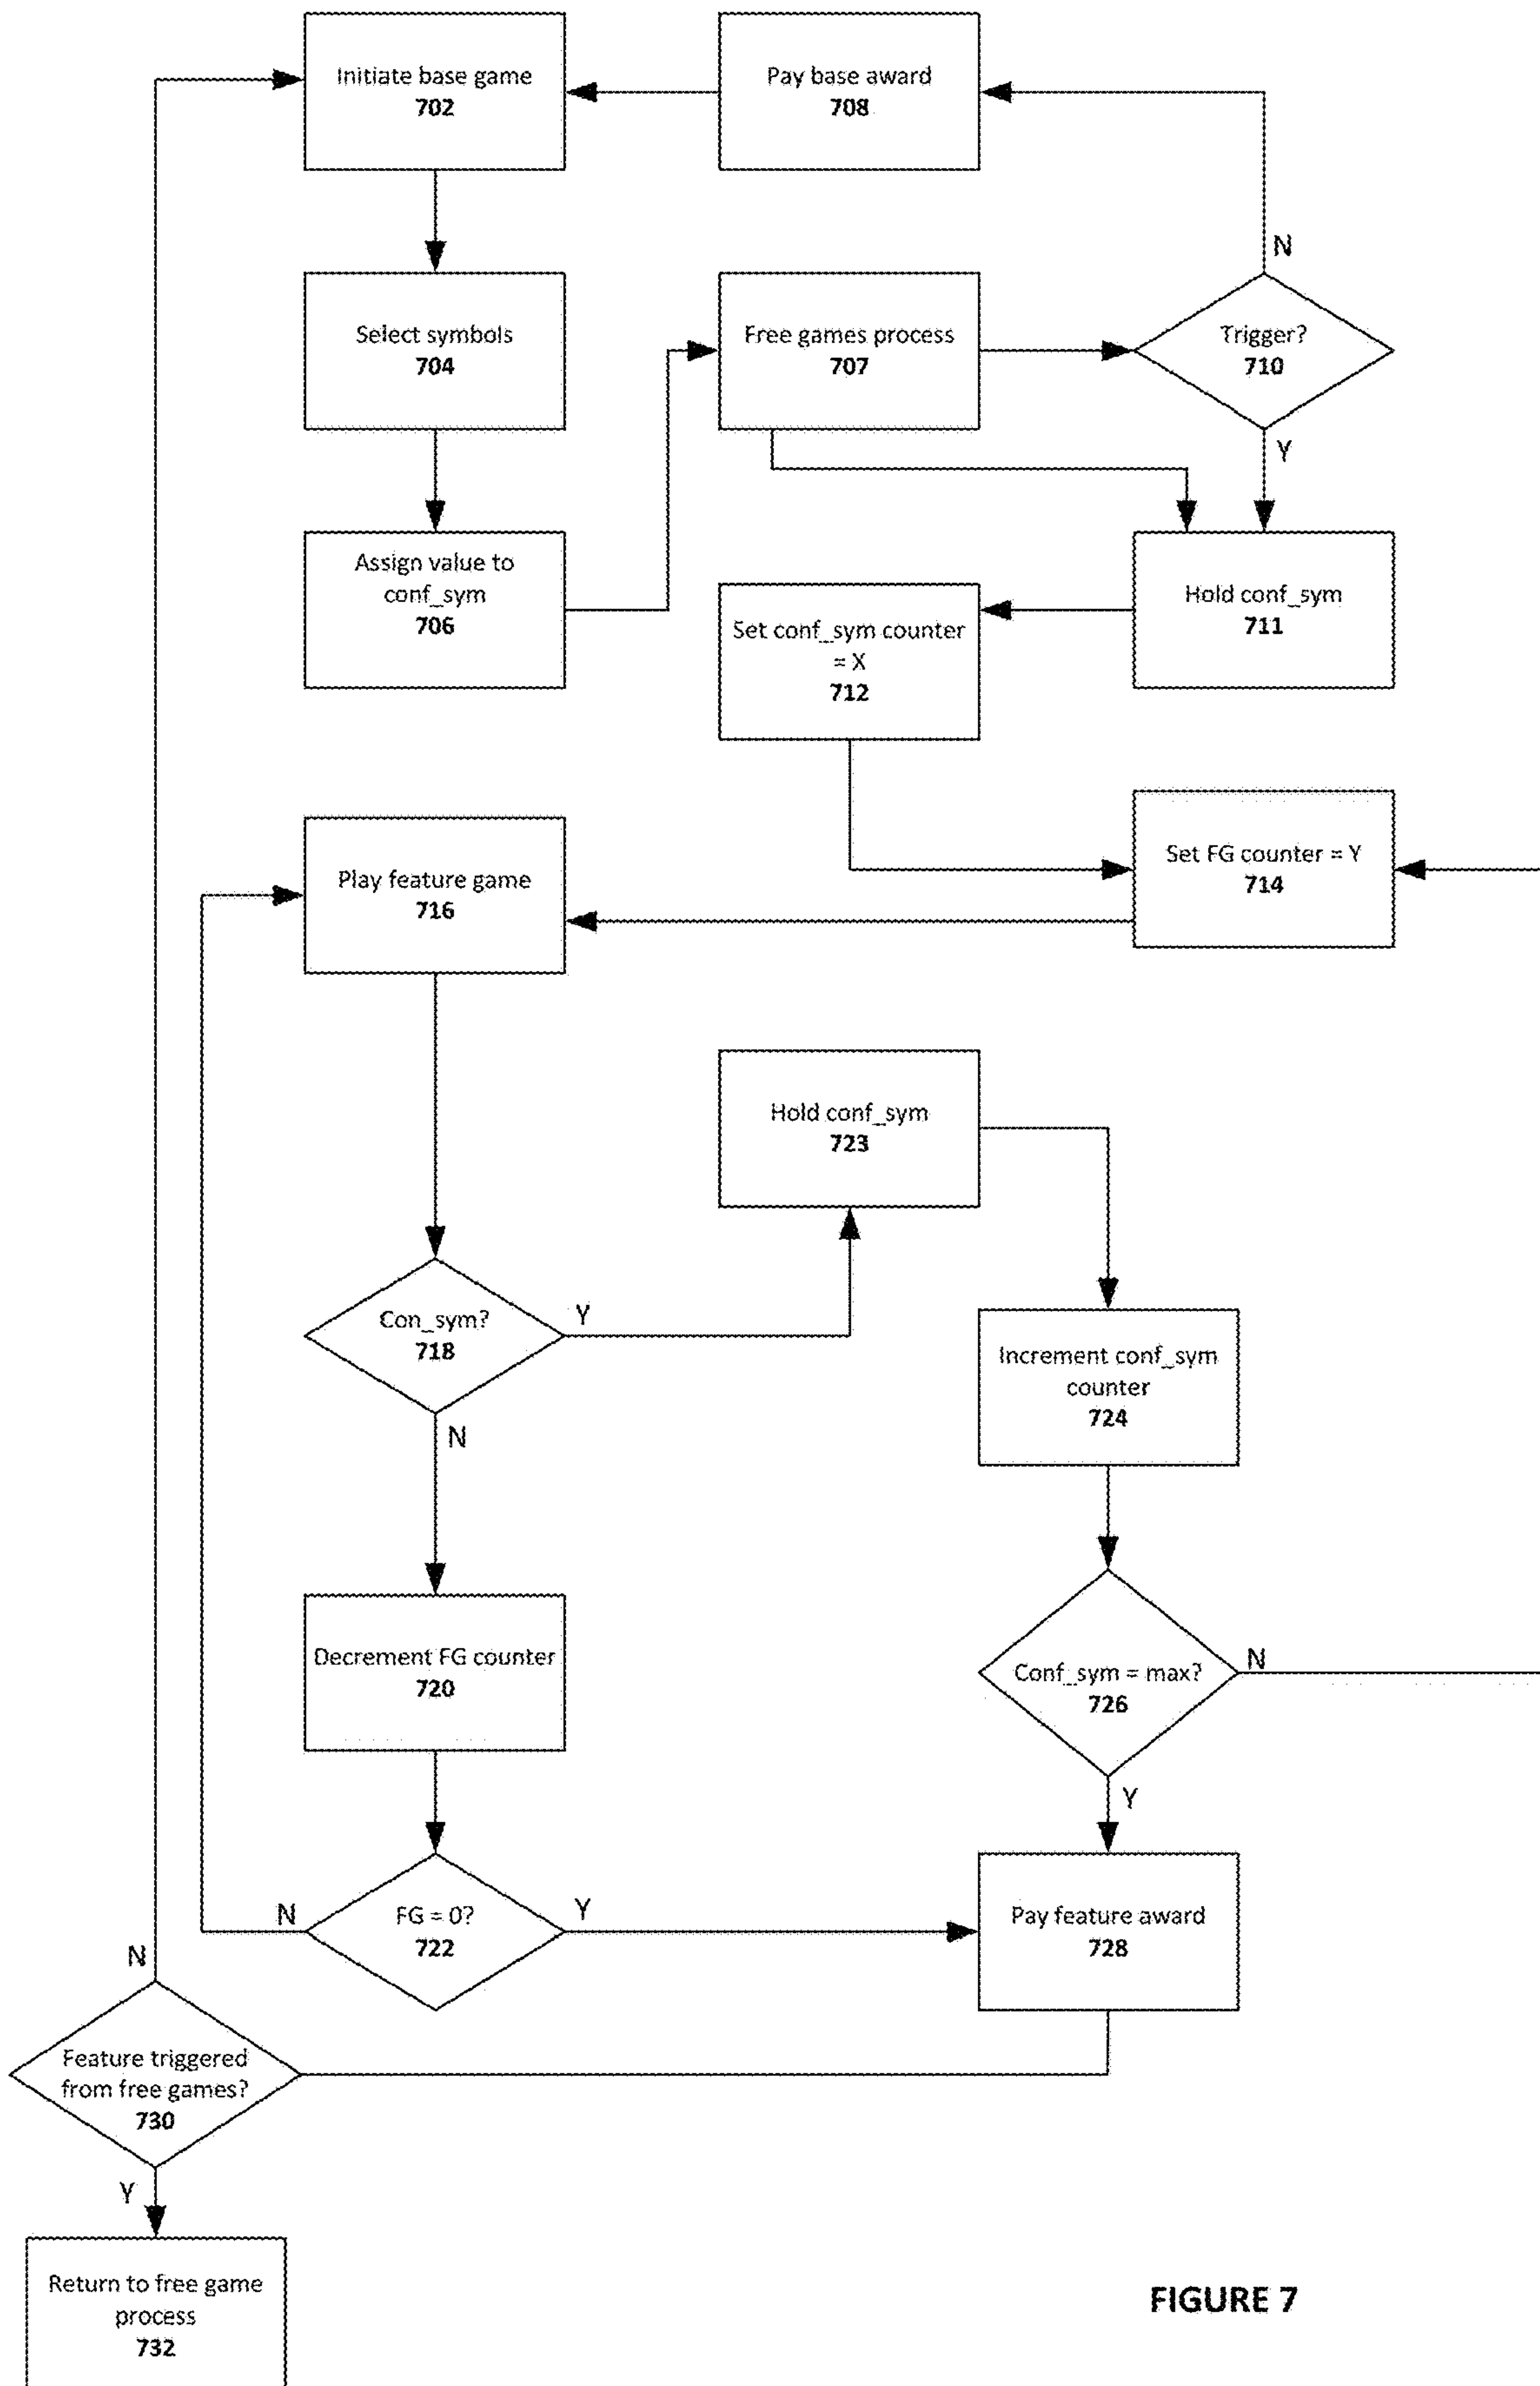 Initiate base game
702
Pay base award
708
N
Select symbols
704
Free games process
707
Trigger?
710
Y
Assign value to
conf_sym
706
Set conf_sym counter
= X
712
Hold conf_sym
711
Play feature game
716
Set FG counter = Y
714
Hold conf_sym
723
Con_sym?
718
Y
N
Increment conf_sym
counter
724
Decrement FG counter
720
Conf_sym = max?
726
N
Y
N
FG = 0?
722
Y
Pay feature award
728
N
Feature triggered
from free games?
730
Y
Return to free game
process
732
FIGURE 7